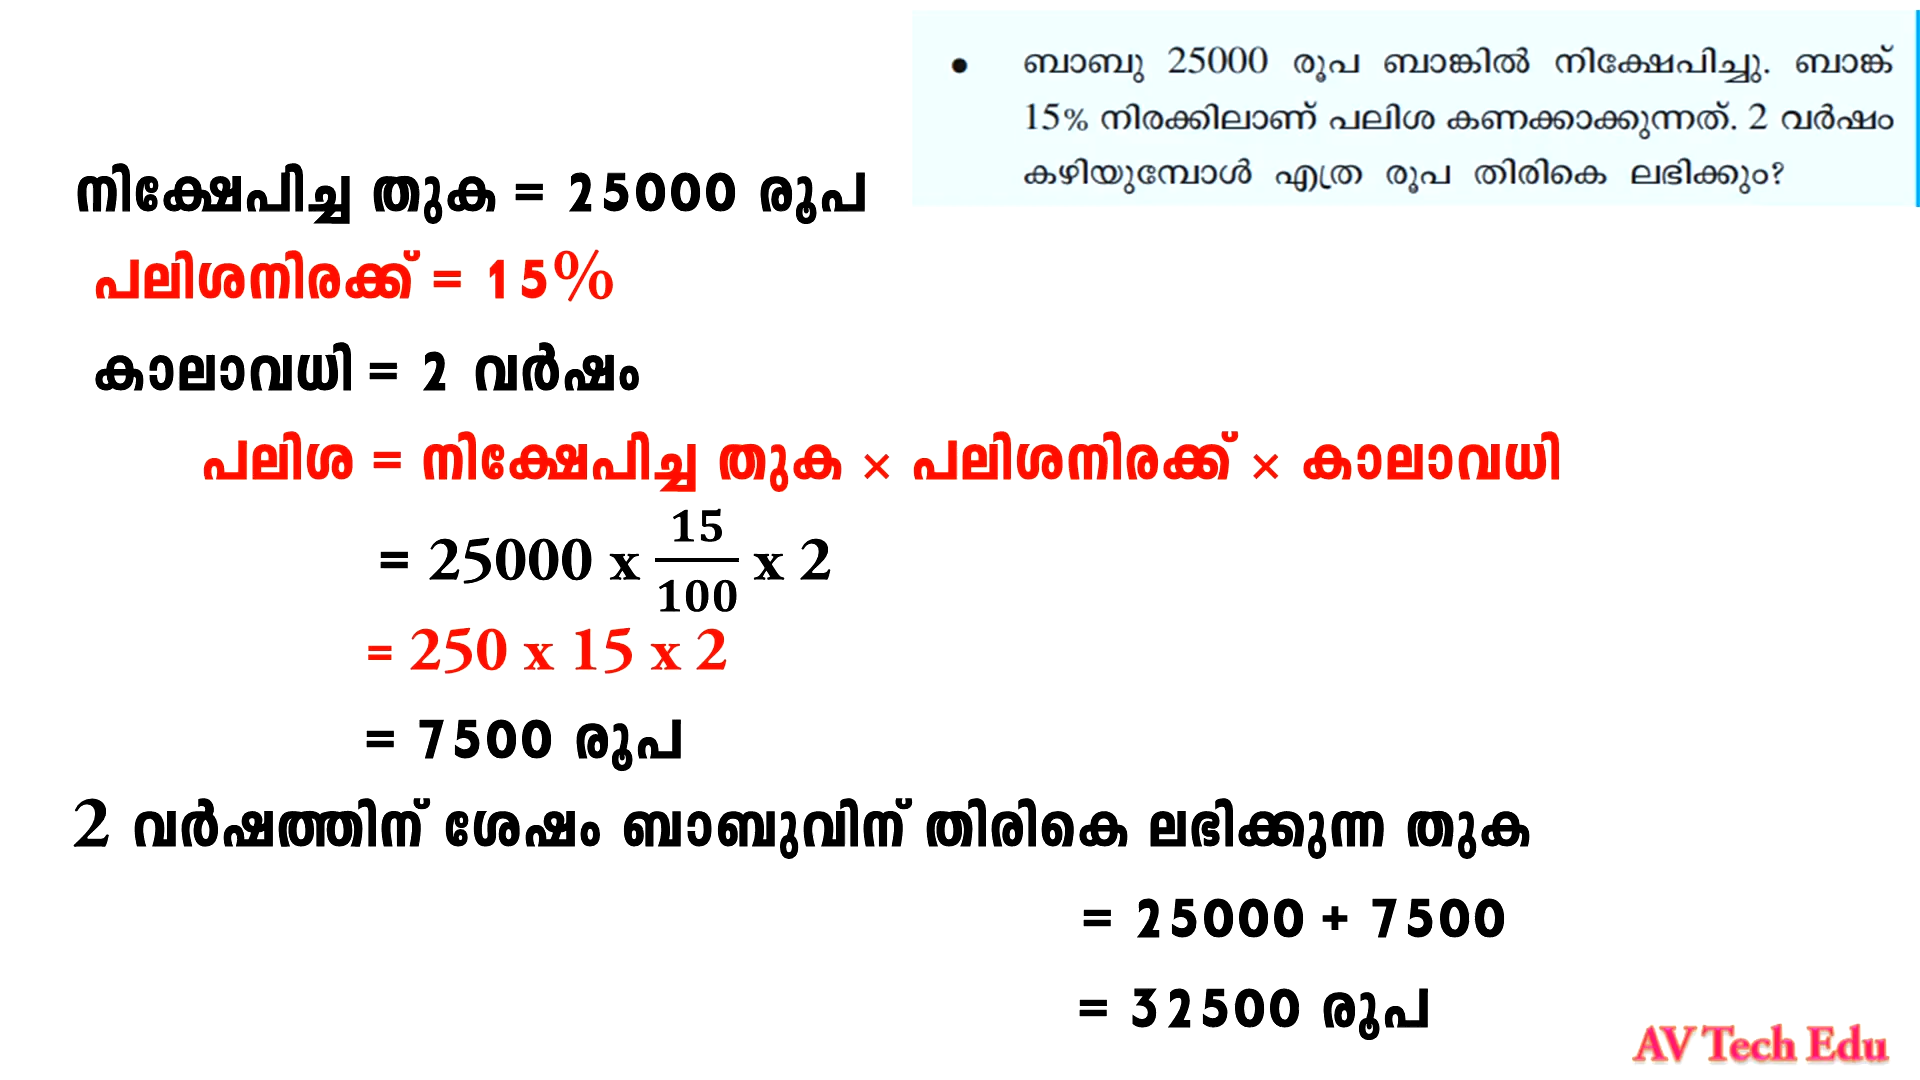 • ബാബു 25000 രൂപ ബാങ്കിൽ നിക്ഷേപിച്ചു. ബാങ്ക്
15% നിരക്കിലാണ് പലിശ കണക്കാക്കുന്നത്. 2 വർഷം
കഴിയുമ്പോൾ എത്ര രൂപ തിരികെ ലഭിക്കും?
നിക്ഷേപിച്ച തുക = 25000 രൂപ
പലിശനിരക്ക് = 15%
കാലാവധി = 2 വർഷം
പലിശ = നിക്ഷേപിച്ച തുക × പലിശനിരക്ക് × കാലാവധി
= 25000 x 15/100 x 2
= 250 x 15 x 2
= 7500 രൂപ
2 വർഷത്തിന് ശേഷം ബാബുവിന് തിരികെ ലഭിക്കുന്ന തുക
= 25000 + 7500
= 32500 രൂപ
AV Tech Edu